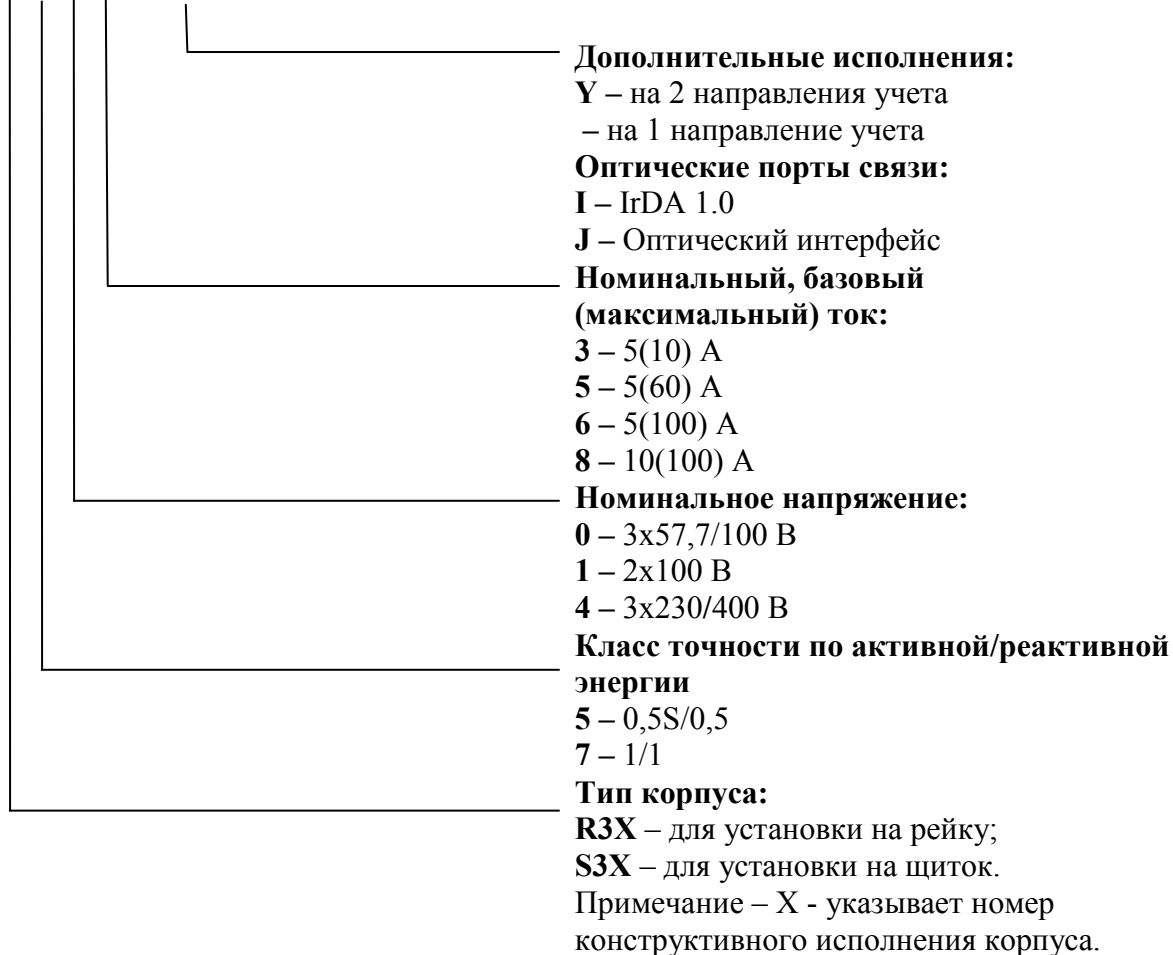 Дополнительные исполнения:
Y – на 2 направления учета
– на 1 направление учета
Оптические порты связи:
I – IrDA 1.0
J – Оптический интерфейс
Номинальный, базовый
(максимальный) ток:
3 – 5(10) А
5 – 5(60) А
6 – 5(100) А
8 – 10(100) А
Номинальное напряжение:
0 – 3x57,7/100 В
1 – 2x100 В
4 – 3x230/400 В
Класс точности по активной/реактивной
энергии
5 – 0,5S/0,5
7 – 1/1
Тип корпуса:
R3X – для установки на рейку;
S3X – для установки на щиток.
Примечание – X - указывает номер
конструктивного исполнения корпуса.